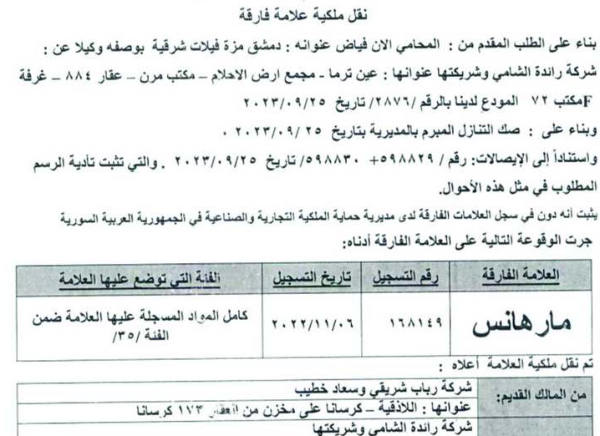 نقل ملكية علامة فارقة
بناء على الطلب المقدم من : المحامي الان فياض عنوانه : دمشق مزة فيلات شرقية بوصفه وكيلا عن :
شركة رائدة الشامي وشريكتها عنوانها : عين ترما - مجمع ارض الاحلام - مكتب مرن - عقار ٨٨٤ - غرفة
Fمكتب ٧٢ المودع لدينا بالرقم /٢٨٧٦/ تاريخ ٢٠٢٣/٠٩/٢٥
وبناء على : صك التنازل المبرم بالمديرية بتاريخ ٢٠٢٣/٠٩/٢٥ ٠
واستناداً إلى الإيصالات: رقم / ٥٩٨٨٢٩+ ٥٩٨٨٣٠/ تاريخ ٢٠٢٣/٠٩/٢٥ . والتي تثبت تأدية الرسم
المطلوب في مثل هذه الأحوال.
يثبت أنه دون في سجل العلامات الفارقة لدى مديرية حماية الملكية التجارية والصناعية في الجمهورية العربية السورية
جرت الوقوعة التالية على العلامة الفارقة أدناه:
العلامة الفارقة رقم التسجيل تاريخ التسجيل الفئة التي توضع عليها العلامة
مارهانس ١٦٨١٤٩ ٢٠٢٢/١١/٠٦ كامل المواد المسجلة عليها العلامة ضمن
الفئة /٣٥/
تم نقل ملكية العلامة أعلاه :
من المالك القديم: شركة رباب شريقي وسعاد خطيب
عنوانها : اللاذقية - كرسانا على مخزن من العقار ١٧٣ كرسانا
شركة رائدة الشامي وشريكتها